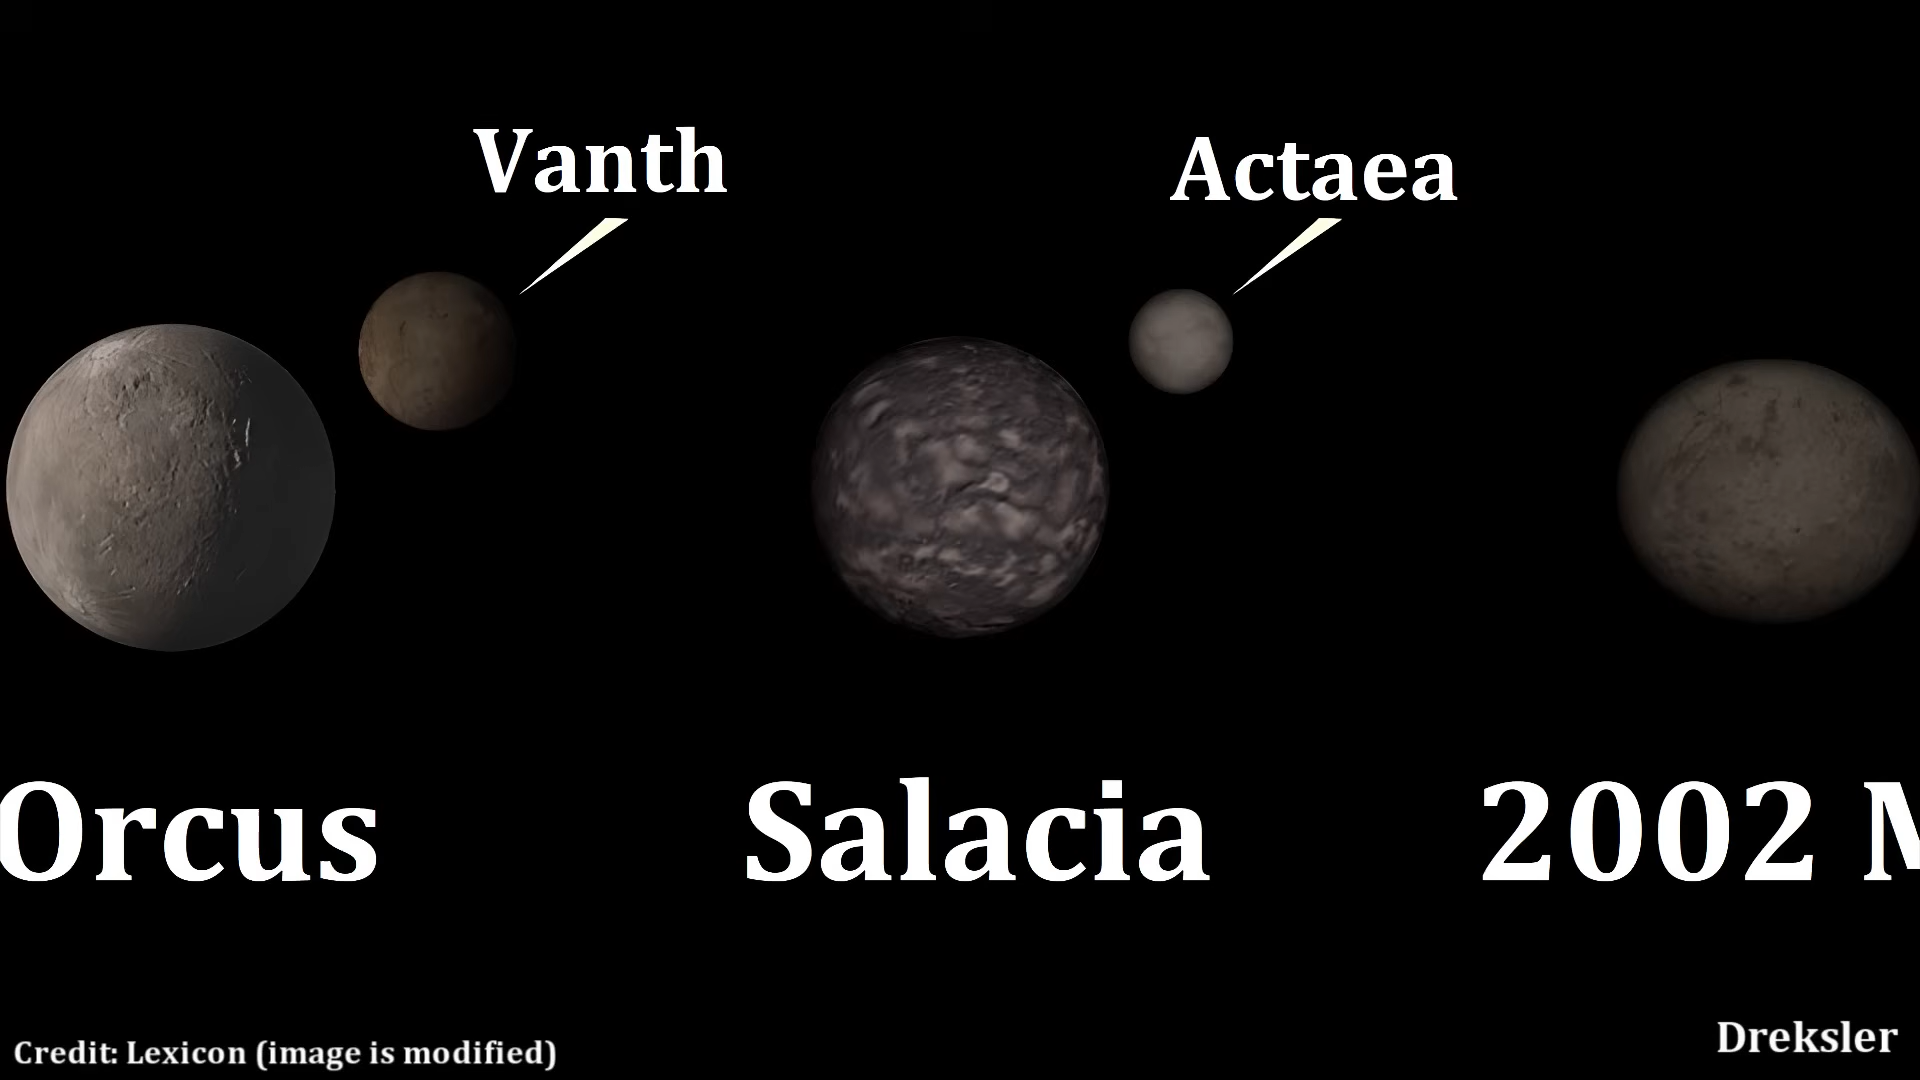 Vanth
Actaea
Orcus
Salacia
2002 M
Credit: Lexicon (image is modified)
Dreksler